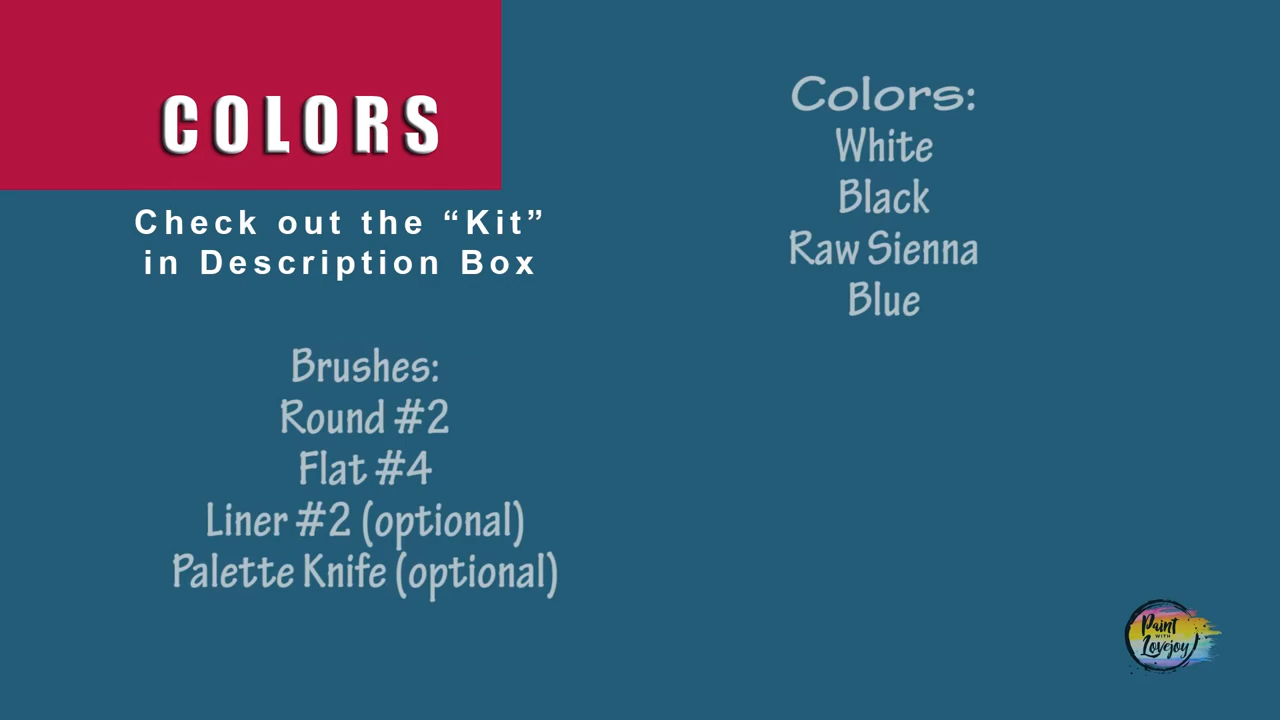 COLORS
Check out the “Kit”
in Description Box
Brushes:
Round #2
Flat #4
Liner #2 (optional)
Palette Knife (optional)
Colors:
White
Black
Raw Sienna
Blue
Paint
WITH
Lovejoy